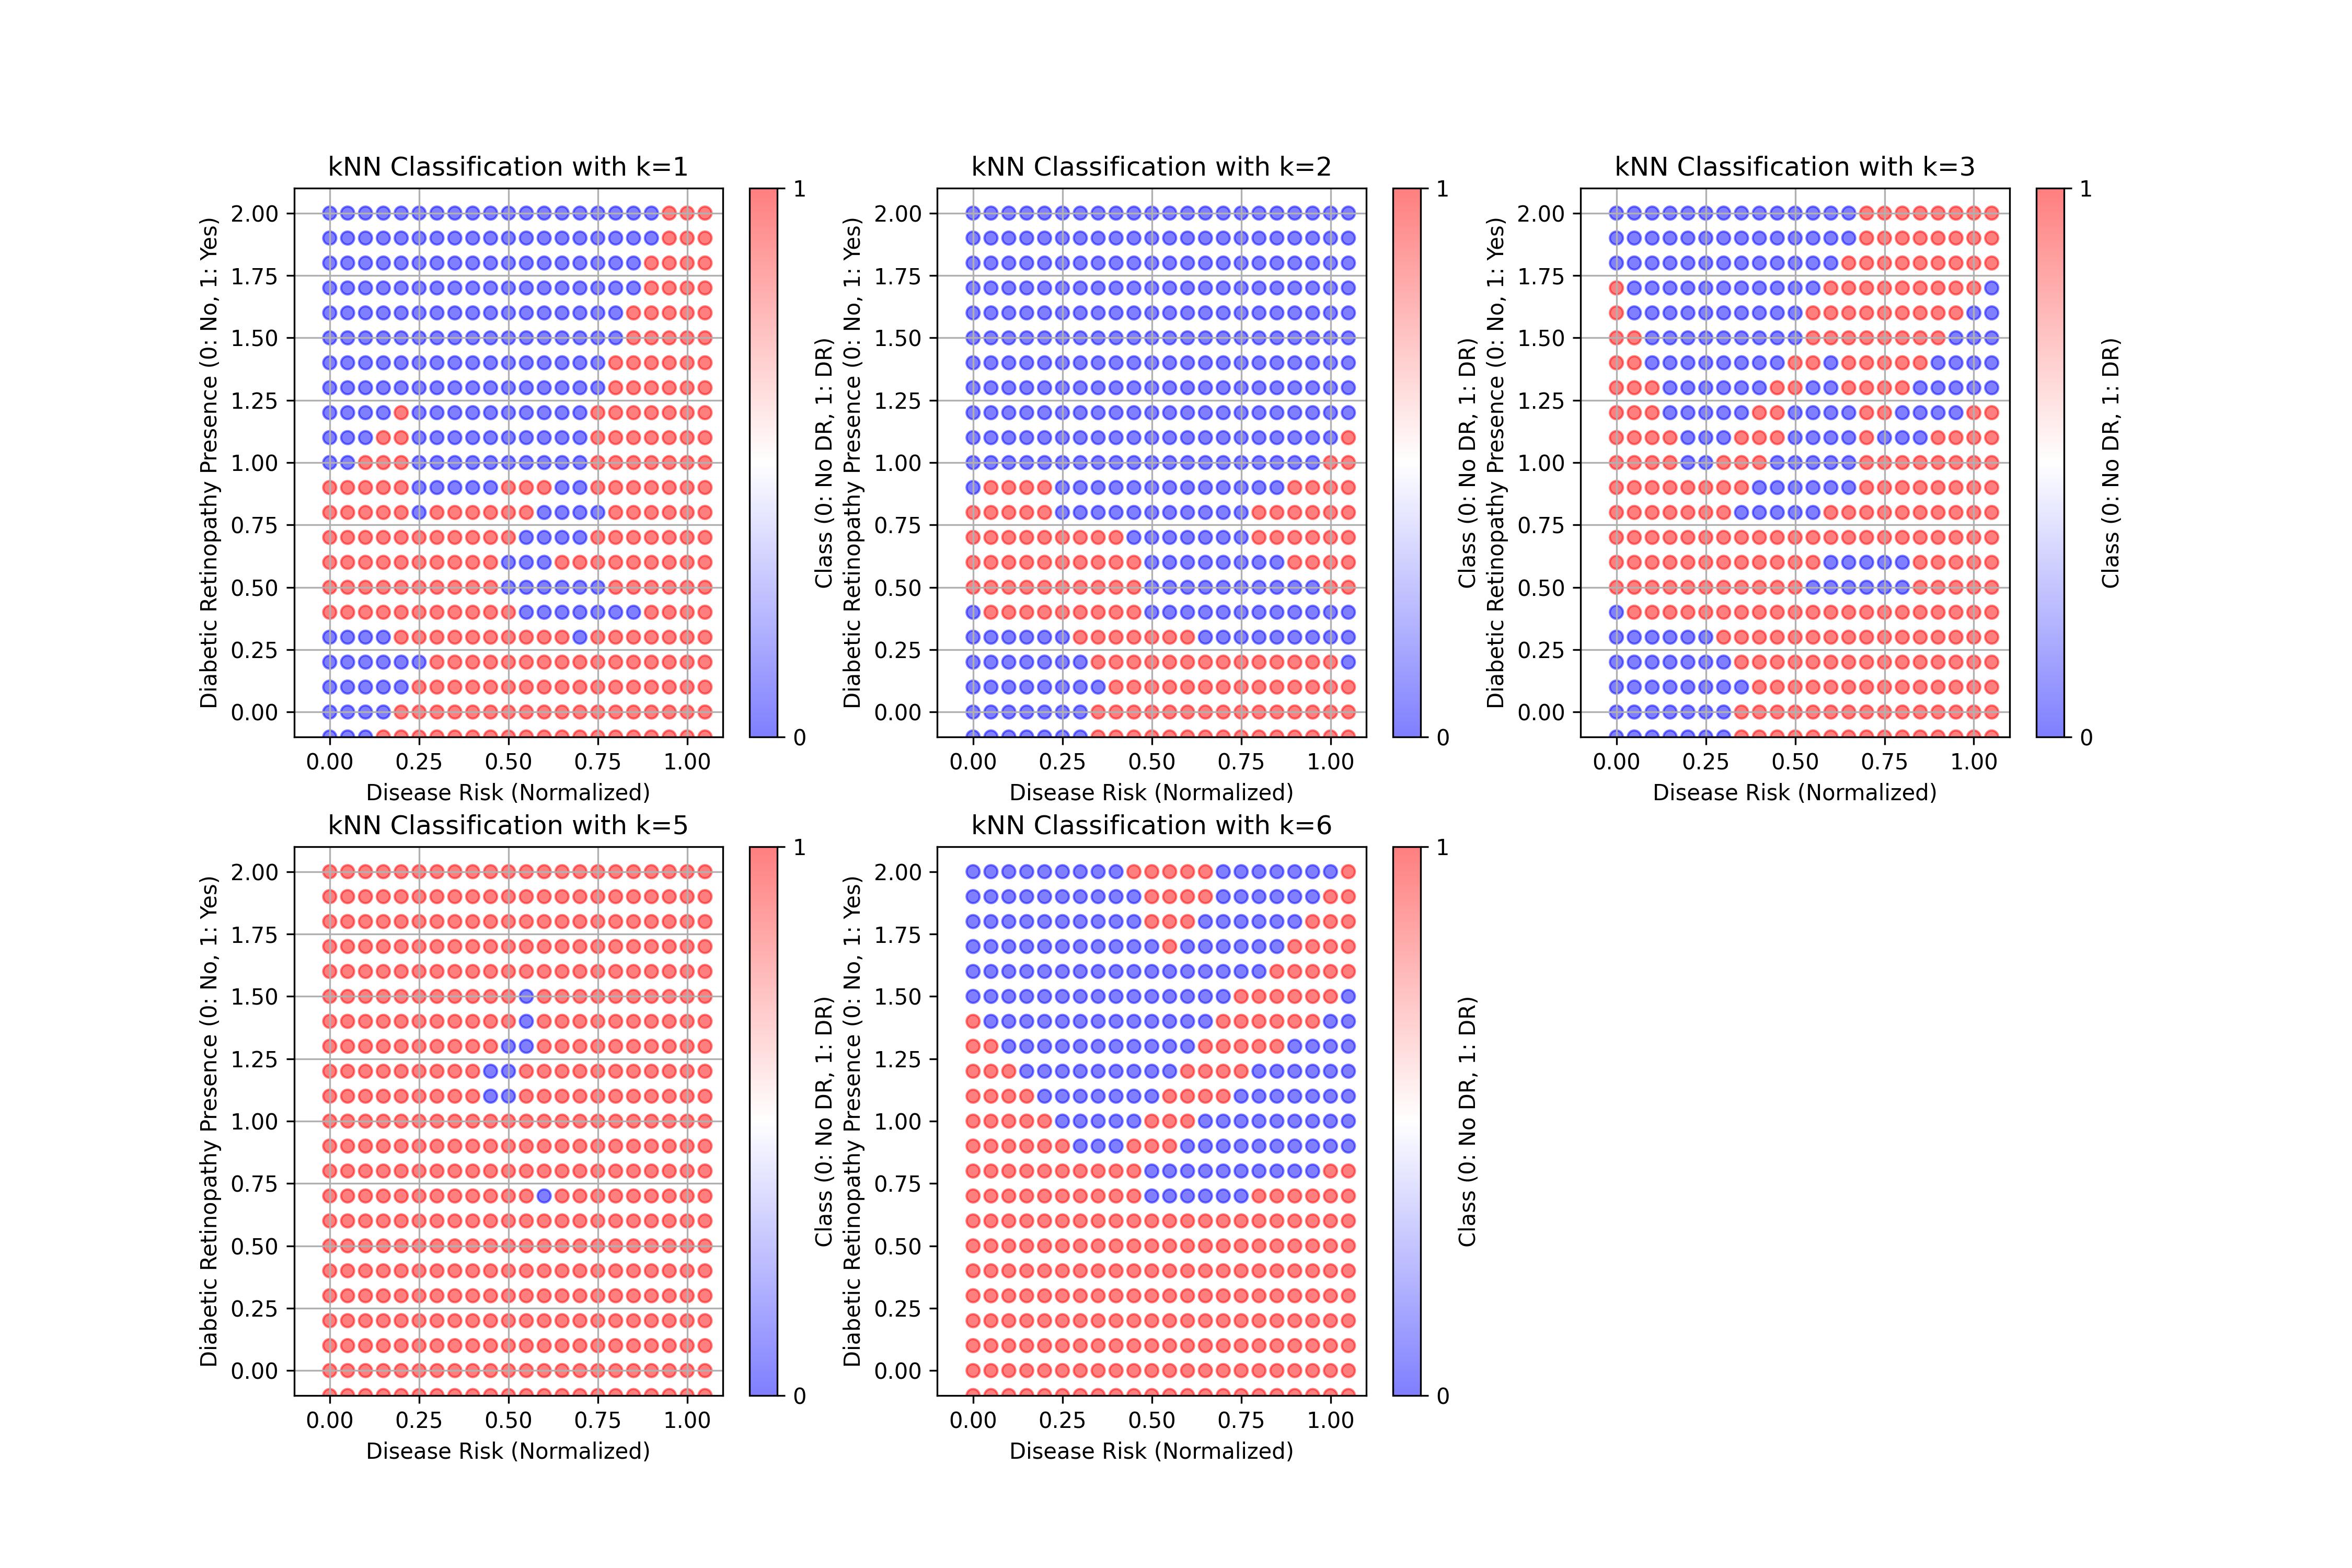 kNN Classification with k=1
2.00
1.75
1.50
1.25
1.00
0.75
0.50
0.25
0.00
Diabetic Retinopathy Presence (0: No, 1: Yes)
0.00 0.25 0.50 0.75 1.00
Disease Risk (Normalized)
1
0
Class (0: No DR, 1: DR)
kNN Classification with k=2
2.00
1.75
1.50
1.25
1.00
0.75
0.50
0.25
0.00
Diabetic Retinopathy Presence (0: No, 1: Yes)
0.00 0.25 0.50 0.75 1.00
Disease Risk (Normalized)
1
0
Class (0: No DR, 1: DR)
kNN Classification with k=3
2.00
1.75
1.50
1.25
1.00
0.75
0.50
0.25
0.00
Diabetic Retinopathy Presence (0: No, 1: Yes)
0.00 0.25 0.50 0.75 1.00
Disease Risk (Normalized)
1
0
Class (0: No DR, 1: DR)
kNN Classification with k=5
2.00
1.75
1.50
1.25
1.00
0.75
0.50
0.25
0.00
Diabetic Retinopathy Presence (0: No, 1: Yes)
0.00 0.25 0.50 0.75 1.00
Disease Risk (Normalized)
1
0
Class (0: No DR, 1: DR)
kNN Classification with k=6
2.00
1.75
1.50
1.25
1.00
0.75
0.50
0.25
0.00
Diabetic Retinopathy Presence (0: No, 1: Yes)
0.00 0.25 0.50 0.75 1.00
Disease Risk (Normalized)
1
0
Class (0: No DR, 1: DR)